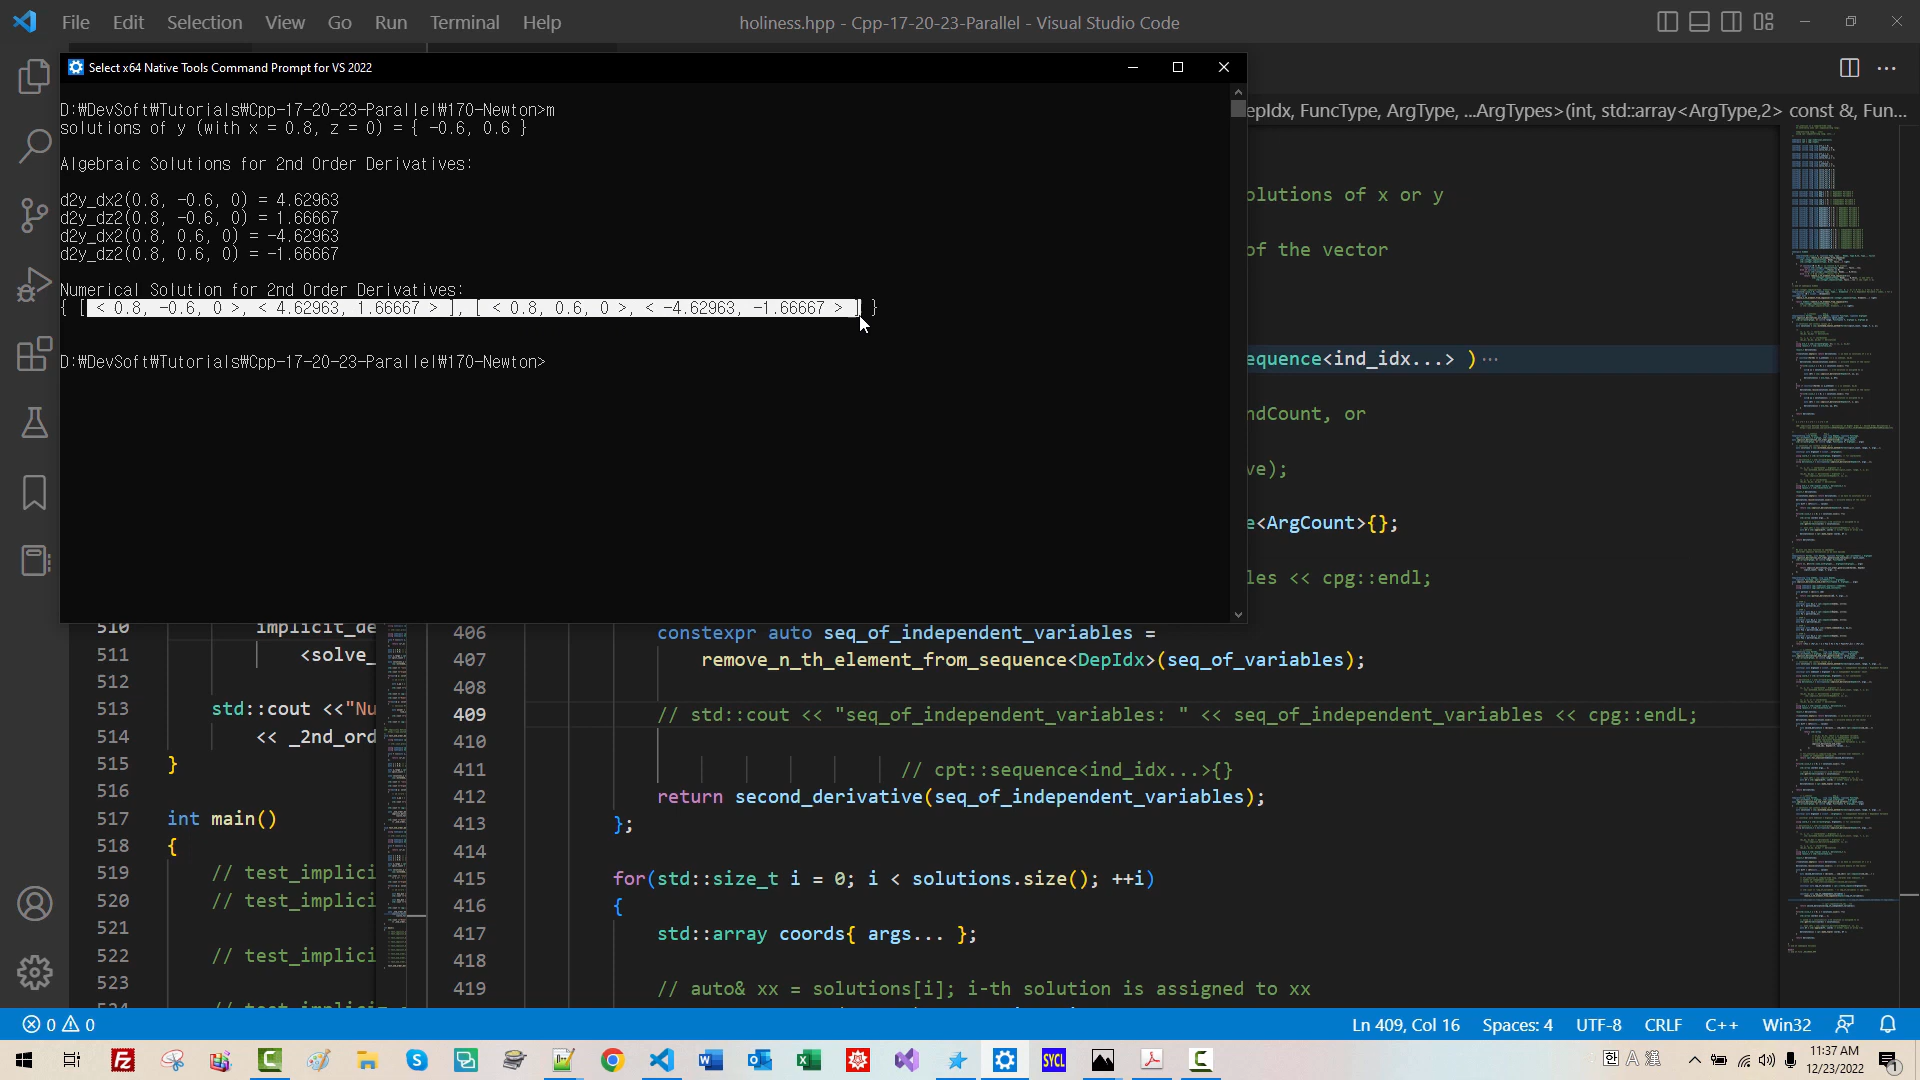 File Edit Selection View Go Run Terminal Help
holiness.hpp - Cpp-17-20-23-Parallel - Visual Studio Code
Select x64 Native Tools Command Prompt for VS 2022
D:₩DevSoft₩Tutorials₩Cpp-17-20-23-Parallel₩170-Newton>m
solutions of y (with x = 0.8, z = 0) = { -0.6, 0.6 }
Algebraic Solutions for 2nd Order Derivatives:
d2y_dx2(0.8, -0.6, 0) = 4.62963
d2y_dz2(0.8, -0.6, 0) = 1.66667
d2y_dx2(0.8, 0.6, 0) = -4.62963
d2y_dz2(0.8, 0.6, 0) = -1.66667
Numerical Solution for 2nd Order Derivatives:
{ [ < 0.8, -0.6, 0 >, < 4.62963, 1.66667 > ], [ < 0.8, 0.6, 0 >, < -4.62963, -1.66667 > ] }
D:₩DevSoft₩Tutorials₩Cpp-17-20-23-Parallel₩170-Newton>
epIdx, FuncType, ArgType, ...ArgTypes>(int, std::array<ArgType,2> const &, Fun...
olutions of x or y
of the vector
equence<ind_idx...> )···
ndCount, or
ve);
e<ArgCount>{};
les << cpg::endl;
510 implicit_de
511 <solve_
512
513 std::cout <<"Nu
514 << _2nd_ord
515 }
516
517 int main()
518 {
519 // test_implici
520 // test_implici
521
522 // test_implici
523
406 constexpr auto seq_of_independent_variables =
407 remove_n_th_element_from_sequence<DepIdx>(seq_of_variables);
408
409 // std::cout << "seq_of_independent_variables: " << seq_of_independent_variables << cpg::endL;
410
411 // cpt::sequence<ind_idx...>{}
412 return second_derivative(seq_of_independent_variables);
413 };
414
415 for(std::size_t i = 0; i < solutions.size(); ++i)
416 {
417 std::array coords{ args... };
418
419 // auto& xx = solutions[i]; i-th solution is assigned to xx
0 0
Ln 409, Col 16 Spaces: 4 UTF-8 CRLF C++ Win32
SYCL
한 A 漢
11:37 AM
12/23/2022
1